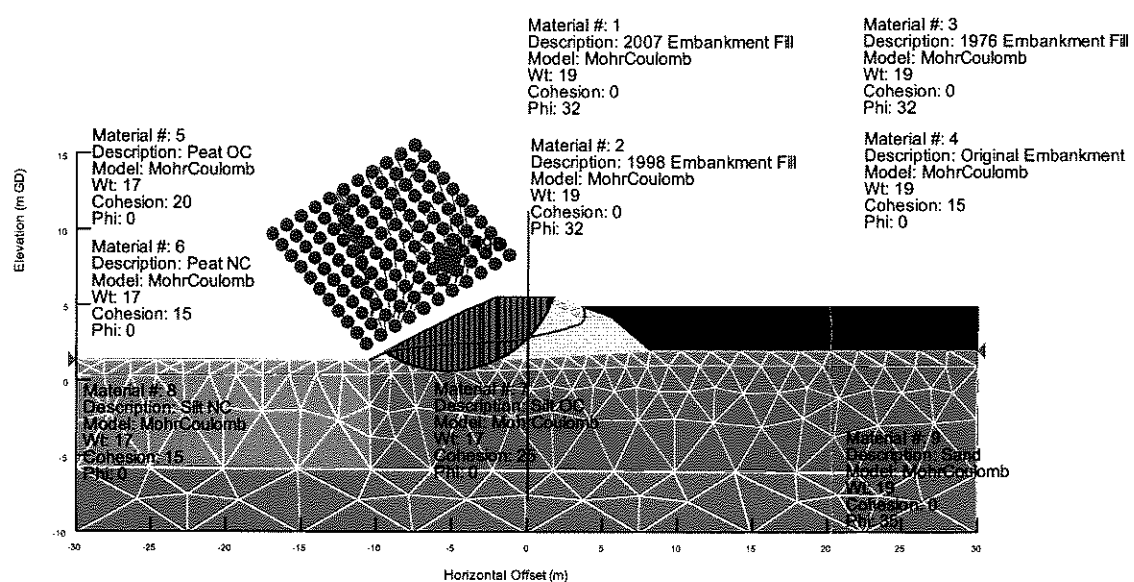 Material #: 1
Description: 2007 Embankment Fill
Model: MohrCoulomb
Wt: 19
Cohesion: 0
Phi: 32
Material #: 3
Description: 1976 Embankment Fill
Model: MohrCoulomb
Wt: 19
Cohesion: 0
Phi: 32
Material #: 5
Description: Peat OC
Model: MohrCoulomb
Wt: 17
Cohesion: 20
Phi: 0
Material #: 2
Description: 1998 Embankment Fill
Model: MohrCoulomb
Wt: 19
Cohesion: 0
Phi: 32
Material #: 4
Description: Original Embankment
Model: MohrCoulomb
Wt: 19
Cohesion: 15
Phi: 0
Material #: 6
Description: Peat NC
Model: MohrCoulomb
Wt: 17
Cohesion: 15
Phi: 0
Material #: 8
Description: Silt NC
Model: MohrCoulomb
Wt: 17
Cohesion: 15
Phi: 0
Material #:
Description: Silt OC
Model: MohrCoulomb
Wt: 17
Cohesion:
Phi: 0
Material #: 9
Description: Sand
Model: MohrCoulomb
Wt: 19
Cohesion: 0
Phi:
Elevation (m GD)
15
10
5
0
-5
-10
-30 -25 -20 -15 -10 -5 0 5 10 15 20 25 30
Horizontal Offset (m)